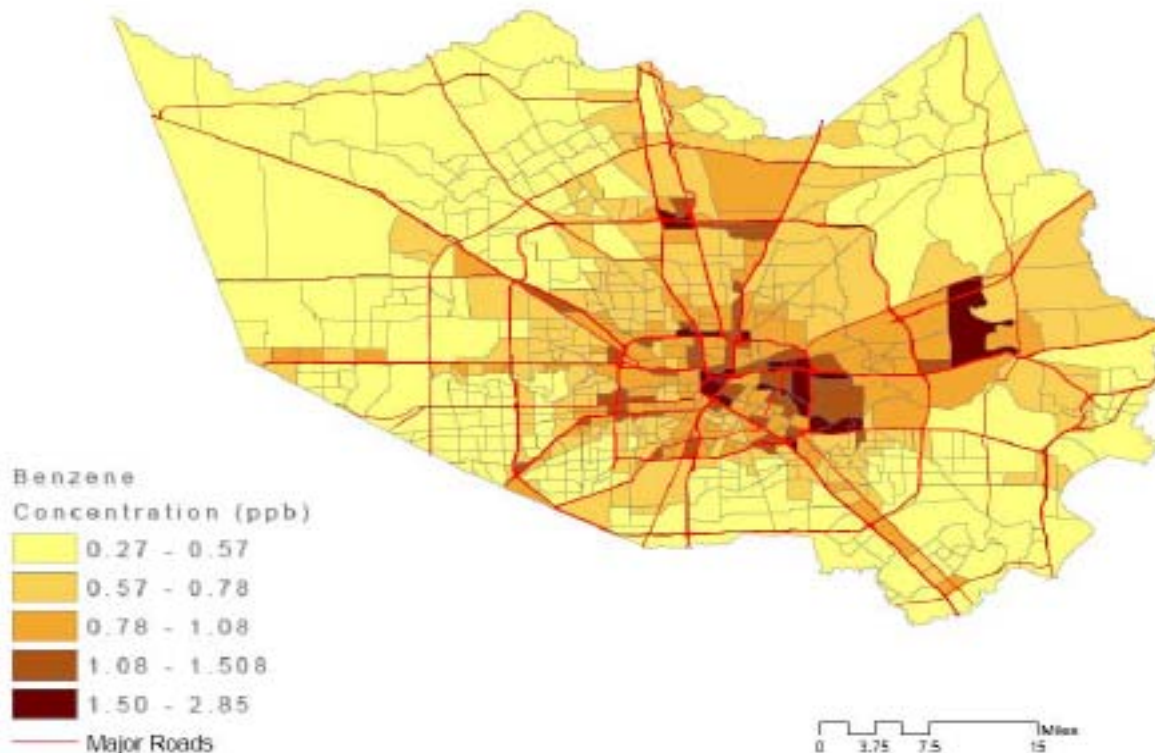 Benzene
Concentration (ppb)
0.27 - 0.57
0.57 - 0.78
0.78 - 1.08
1.08 - 1.508
1.50 - 2.85
Major Roads
Miles
0 3.75 7.5 15